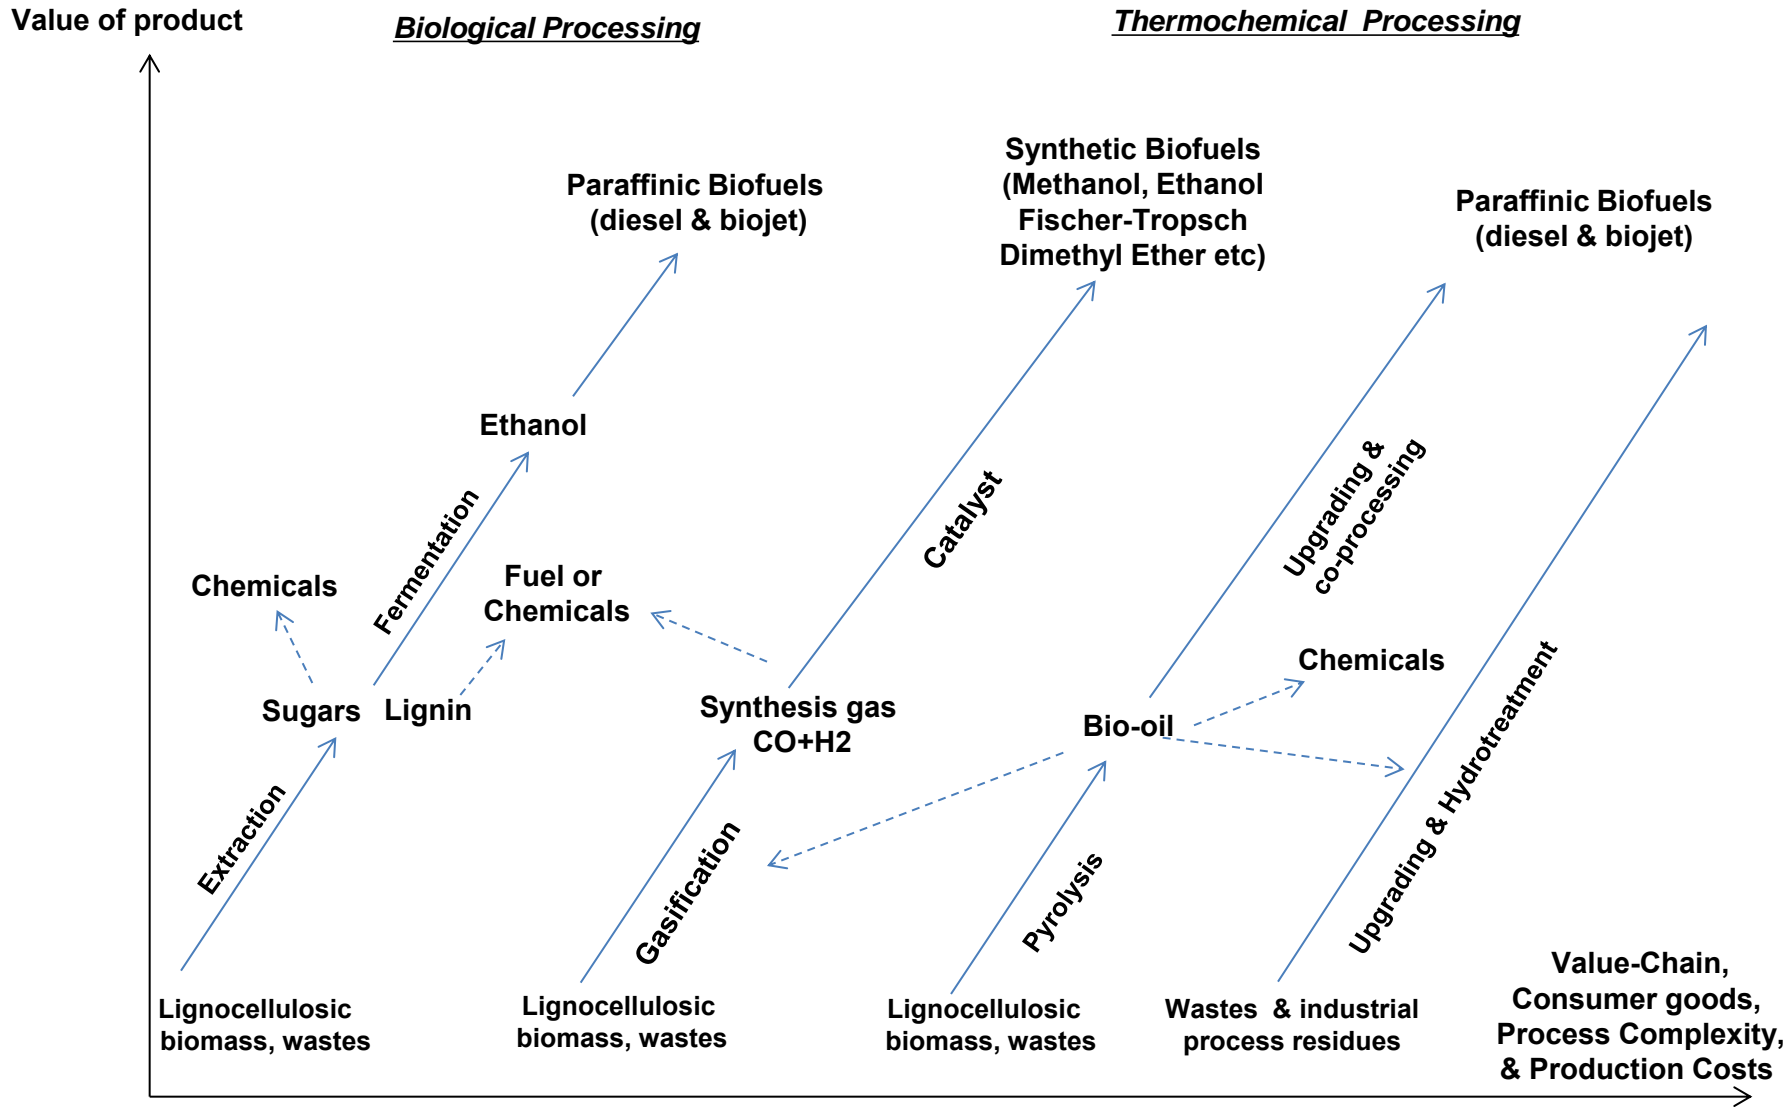 Value of product
Biological Processing
Thermochemical Processing
Paraffinic Biofuels
(diesel & biojet)
Synthetic Biofuels
(Methanol, Ethanol
Fischer-Tropsch
Dimethyl Ether etc)
Paraffinic Biofuels
(diesel & biojet)
Ethanol
Fermentation
Catalyst
Upgrading &
co-processing
Chemicals
Fuel or
Chemicals
Chemicals
Sugars
Lignin
Synthesis gas
CO+H2
Bio-oil
Extraction
Gasification
Pyrolysis
Upgrading & Hydrotreatment
Lignocellulosic
biomass, wastes
Lignocellulosic
biomass, wastes
Lignocellulosic
biomass, wastes
Wastes & industrial
process residues
Value-Chain,
Consumer goods,
Process Complexity,
& Production Costs